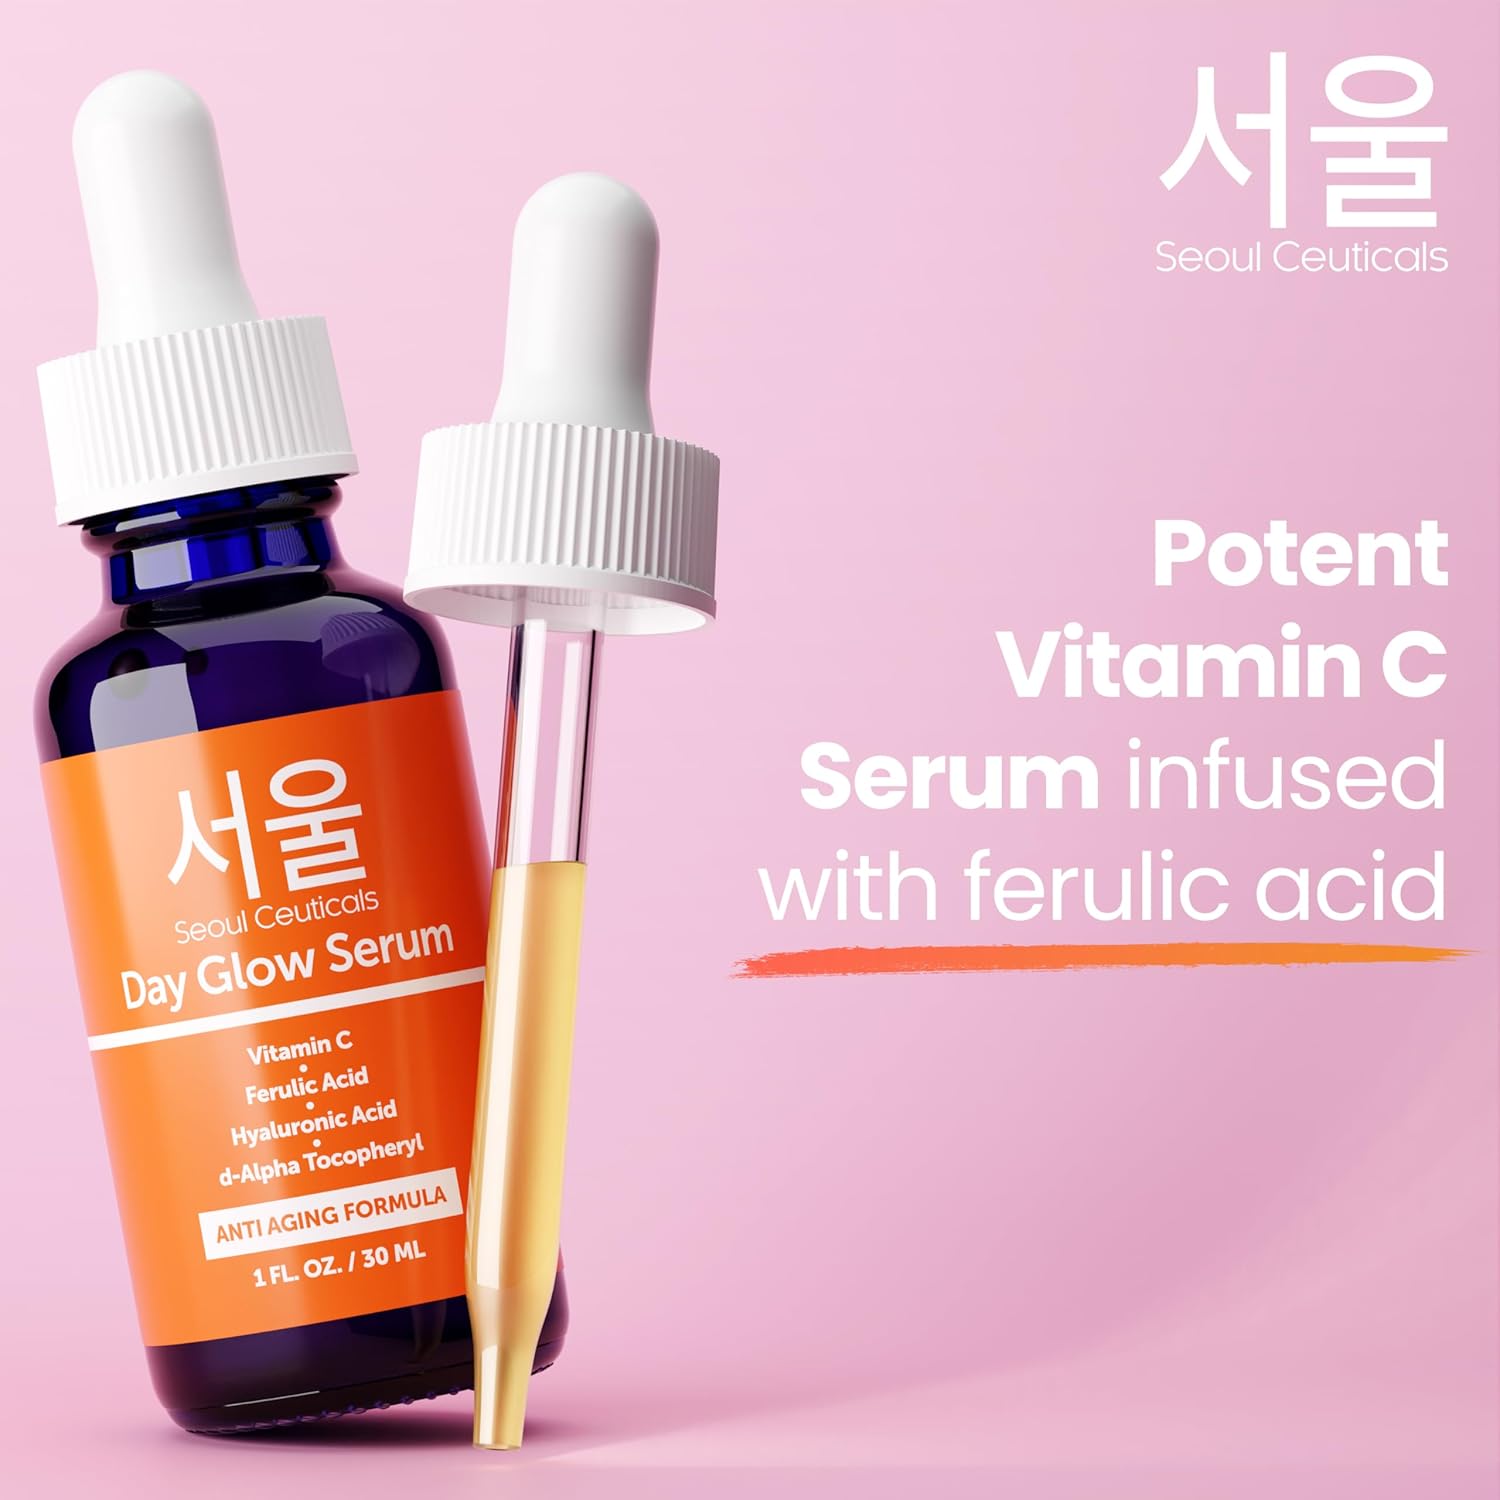 서울
Seoul Ceuticals
Potent
Vitamin C
Serum infused
with ferulic acid
서울
Seoul Ceuticals
Day Glow Serum
Vitamin C
•
Ferulic Acid
•
Hyaluronic Acid
•
d-Alpha Tocopheryl
ANTI AGING FORMULA
1 FL. OZ. / 30 ML